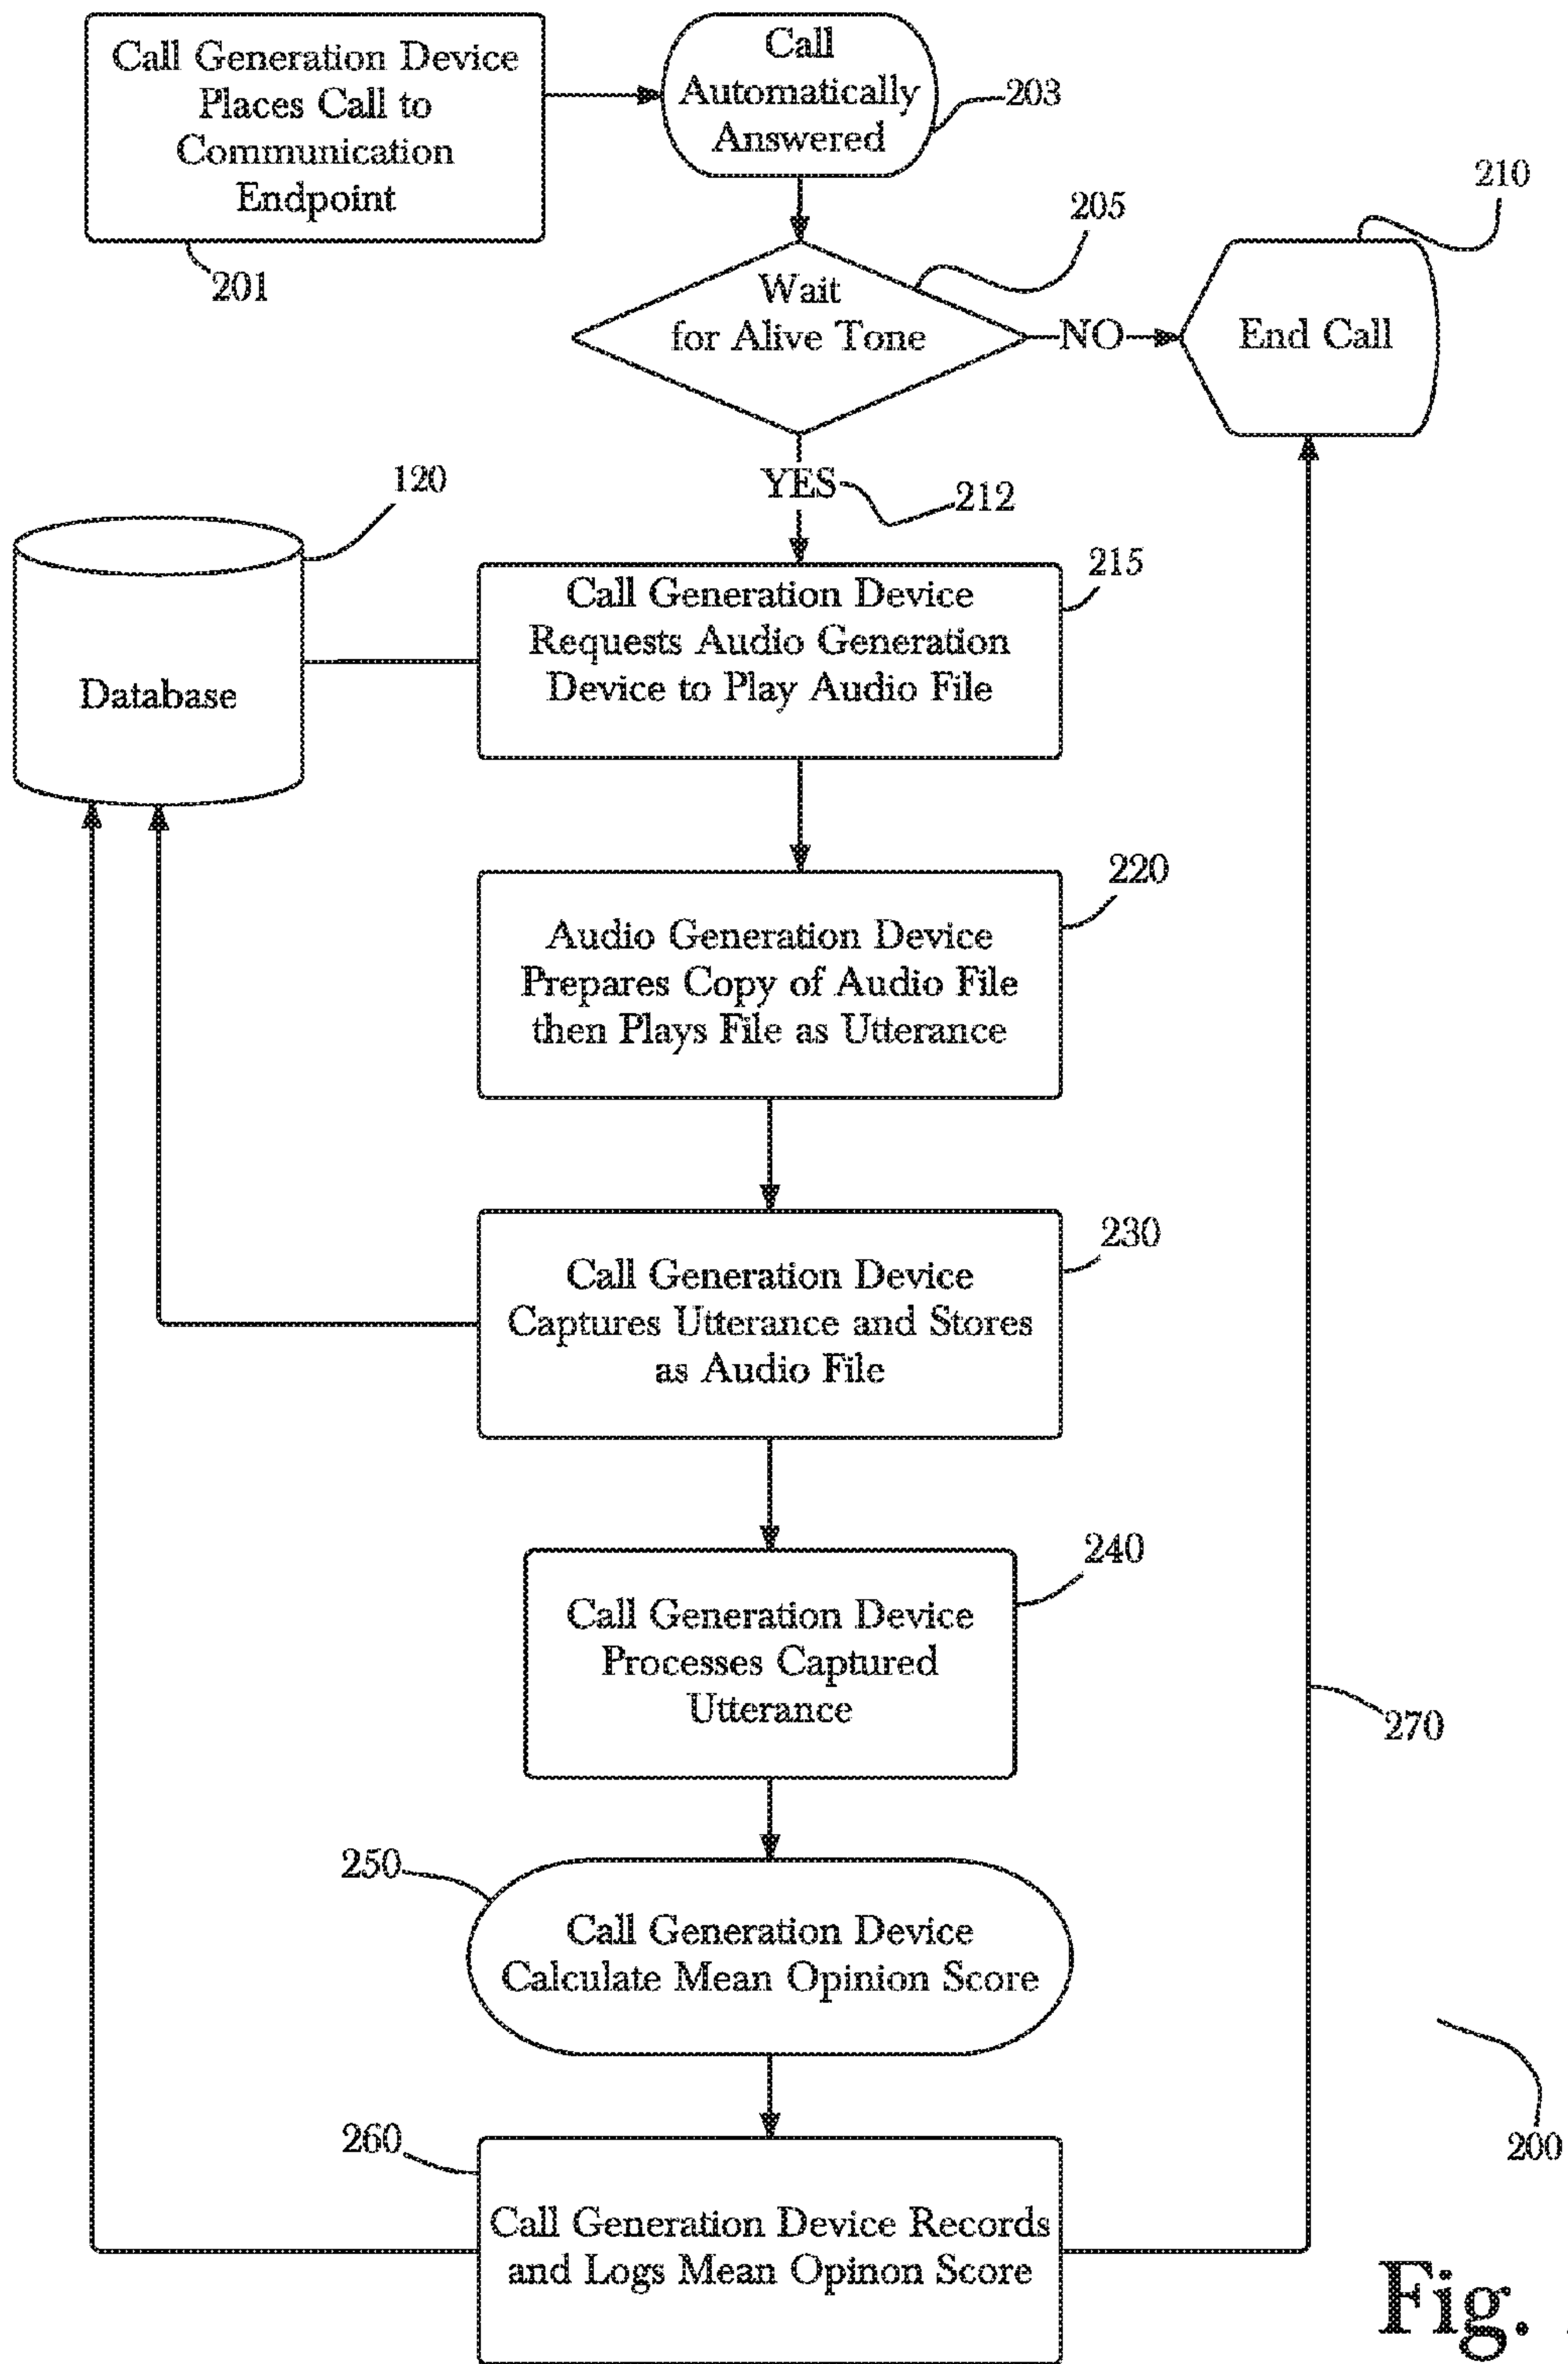 Call Generation Device
Places Call to
Communication
Endpoint
201
Call
Automatically
Answered
203
Wait
for Alive Tone
205
NO
End Call
210
YES
212
120
Database
Call Generation Device
Requests Audio Generation
Device to Play Audio File
215
Audio Generation Device
Prepares Copy of Audio File
then Plays File as Utterance
220
Call Generation Device
Captures Utterance and Stores
as Audio File
230
Call Generation Device
Processes Captured
Utterance
240
270
250
Call Generation Device
Calculate Mean Opinion Score
260
Call Generation Device Records
and Logs Mean Opinon Score
200
Fig.